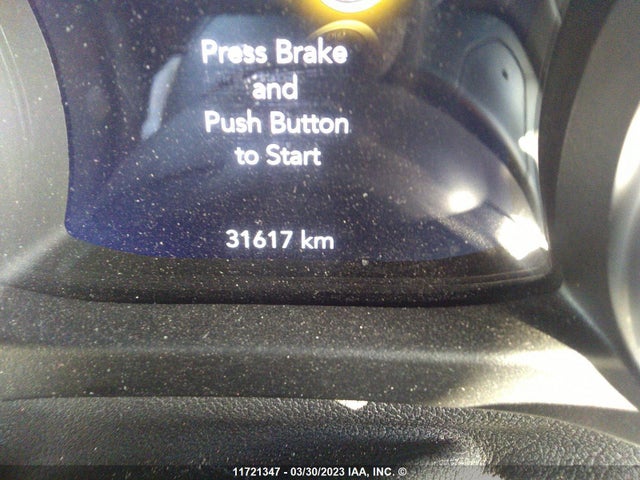 Press Brake
and
Push Button
to Start
31617 km
11721347 - 03/30/2023 IAA, INC. ©